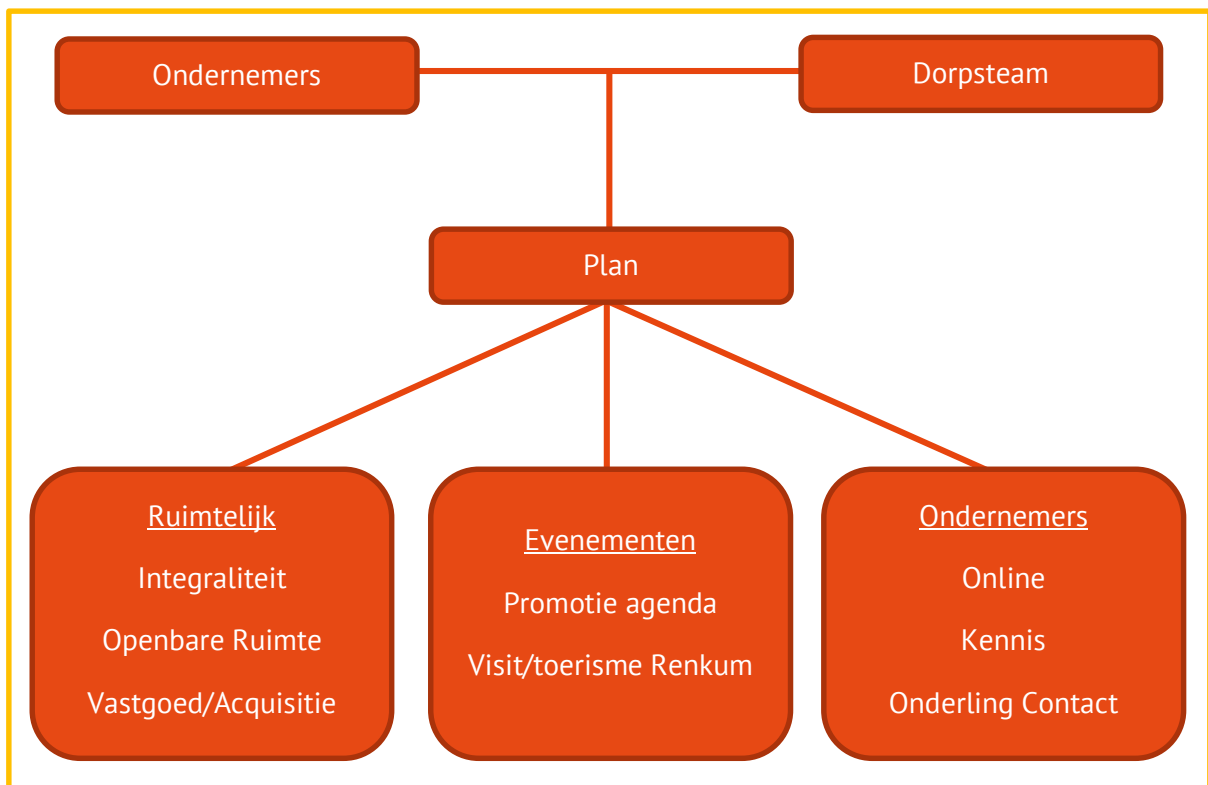 Ondernemers
Dorpsteam
Plan
Ruimtelijk
Integraliteit
Openbare Ruimte
Vastgoed/Acquisitie
Evenementen
Promotie agenda
Visit/toerisme Renkum
Ondernemers
Online
Kennis
Onderling Contact